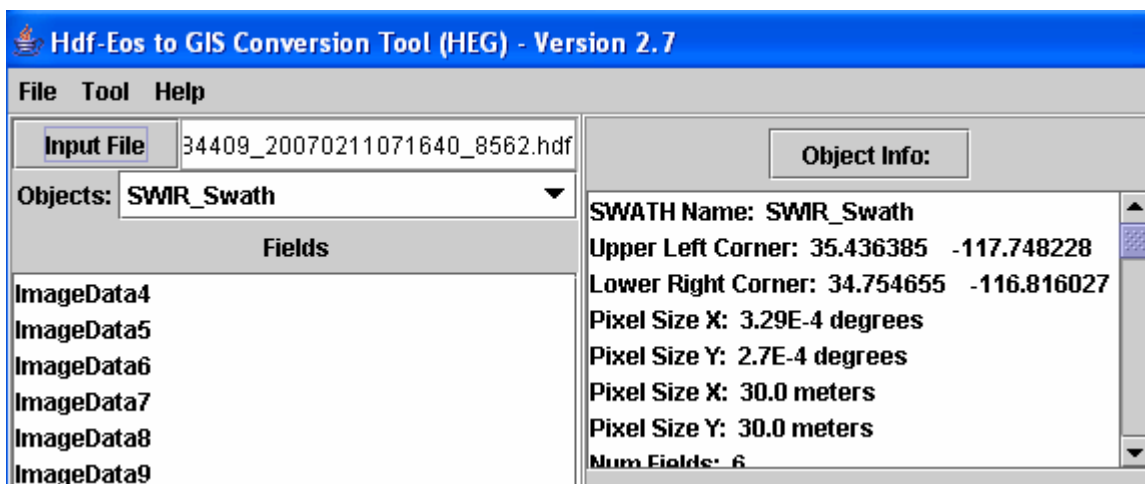 Hdf-Eos to GIS Conversion Tool (HEG) - Version 2.7
File Tool Help
Input File 34409_20070211071640_8562.hdf
Objects: SWIR_Swath
Fields
ImageData4
ImageData5
ImageData6
ImageData7
ImageData8
ImageData9
Object Info:
SWATH Name: SWIR_Swath
Upper Left Corner: 35.436385 -117.748228
Lower Right Corner: 34.754655 -116.816027
Pixel Size X: 3.29E-4 degrees
Pixel Size Y: 2.7E-4 degrees
Pixel Size X: 30.0 meters
Pixel Size Y: 30.0 meters
Num Fields: 6